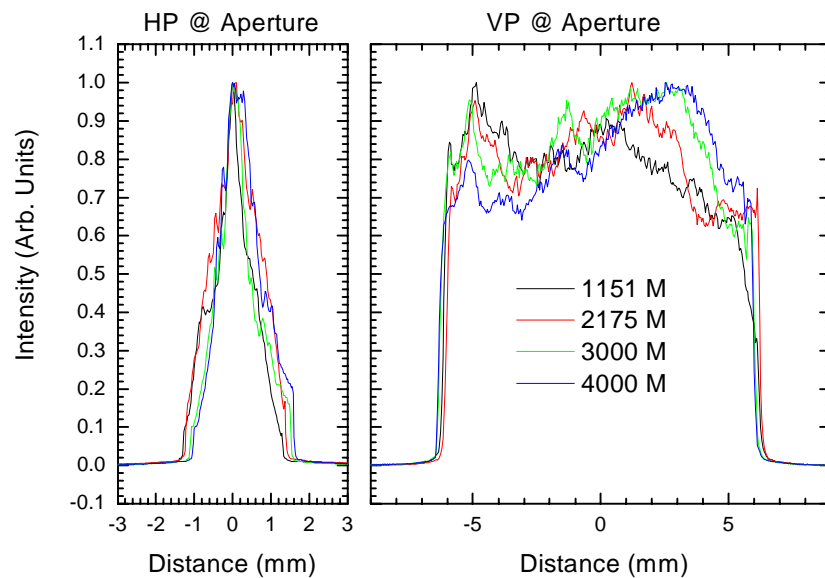 HP @ Aperture
VP @ Aperture
Intensity (Arb. Units)
1.1
1.0
0.9
0.8
0.7
0.6
0.5
0.4
0.3
0.2
0.1
0.0
-0.1
-3 -2 -1 0 1 2 3
-5 0 5
1151 M
2175 M
3000 M
4000 M
Distance (mm)
Distance (mm)